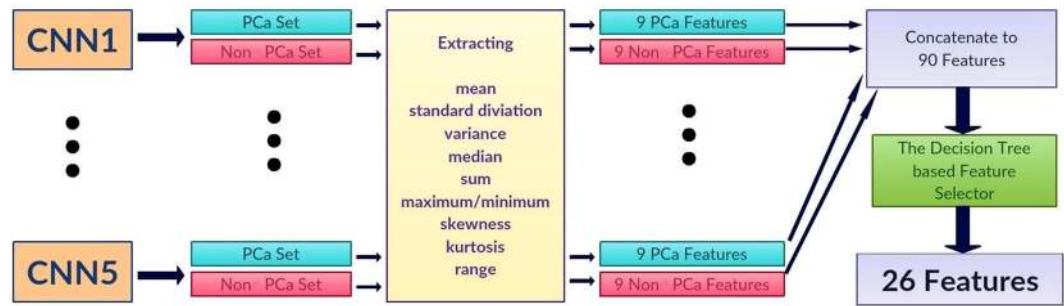 CNN1
PCa Set
Non PCa Set
Extracting
mean
standard diviation
variance
median
sum
maximum/minimum
skewness
kurtosis
range
9 PCa Features
9 Non PCa Features
Concatenate to
90 Features
The Decision Tree
based Feature
Selector
CNN5
PCa Set
Non PCa Set
9 PCa Features
9 Non PCa Features
26 Features